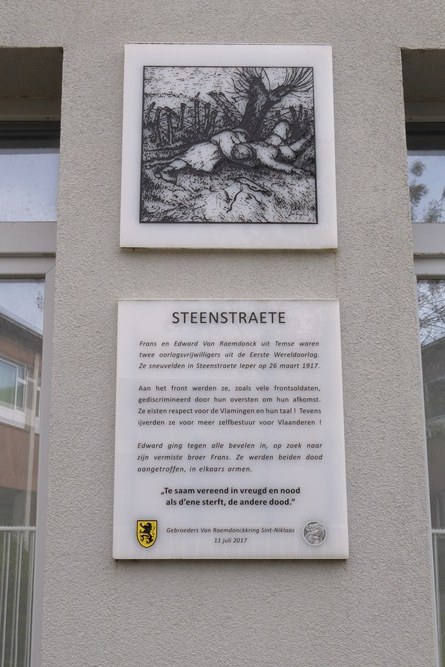 STEENSTRAETE
Frans en Edward Van Raemdonck uit Temse waren
twee oorlogsvrijwilligers uit de Eerste Wereldoorlog.
Ze sneuvelden in Steenstraete Ieper op 26 maart 1917.
Aan het front werden ze, zoals vele frontsoldaten,
gediscrimeerd door hun oversten om hun afkomst.
Ze eisten respect voor de Vlamingen en hun taal ! Tevens
ijverden ze voor meer zelfbestuur voor Vlaanderen !
Edward ging tegen alle bevelen in, op zoek naar
zijn vermiste broer Frans. Ze werden beiden dood
aangetroffen, in elkaars armen.
„Te saam vereend in vreugd en nood
als d'ene sterft, de andere dood.“
Gebroeders Van Raemdonckkring Sint-Niklaas
11 juli 2017